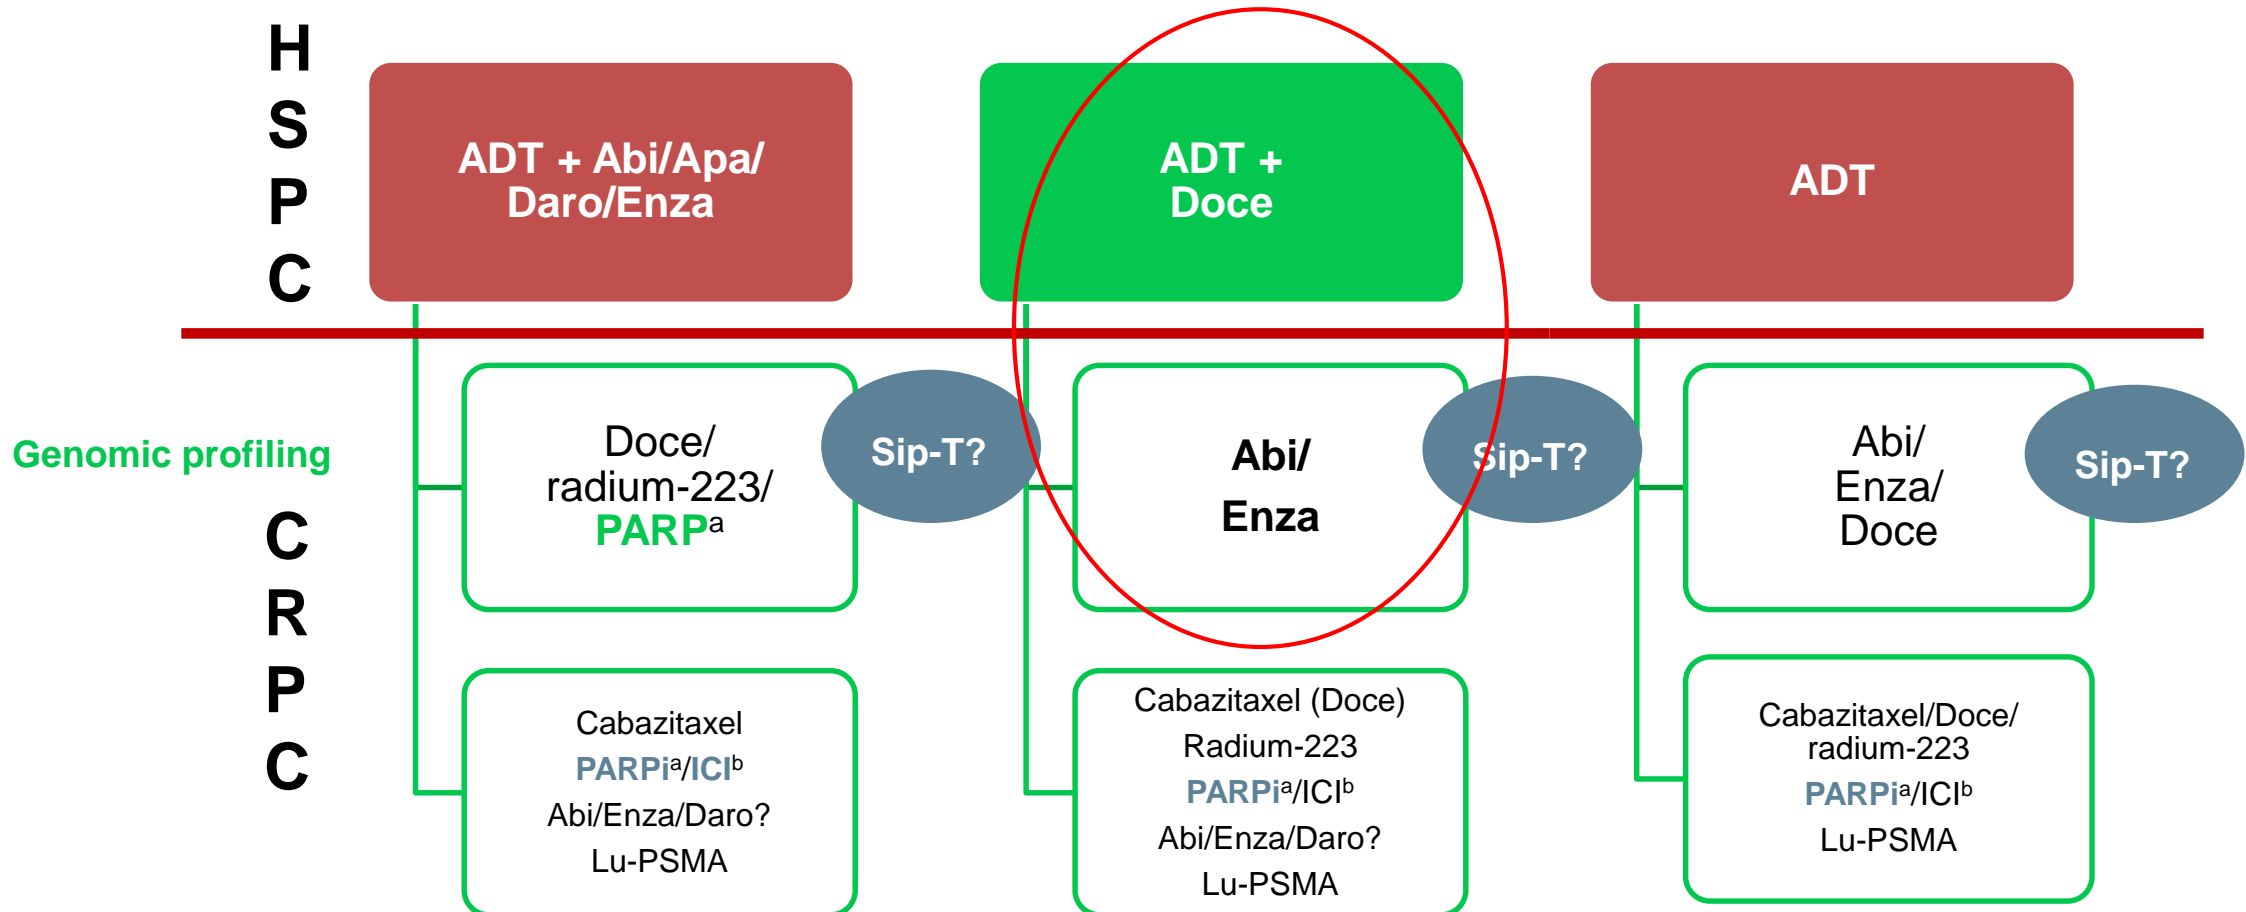 H
S
P
C
ADT + Abi/Apa/
Daro/Enza
ADT +
Doce
ADT
Genomic profiling
C
R
P
C
Doce/
radium-223/
PARPa
Sip-T?
Abi/
Enza
Sip-T?
Abi/
Enza/
Doce
Sip-T?
Cabazitaxel
PARPia/ICIb
Abi/Enza/Daro?
Lu-PSMA
Cabazitaxel (Doce)
Radium-223
PARPia/ICIb
Abi/Enza/Daro?
Lu-PSMA
Cabazitaxel/Doce/
radium-223
PARPia/ICIb
Lu-PSMA